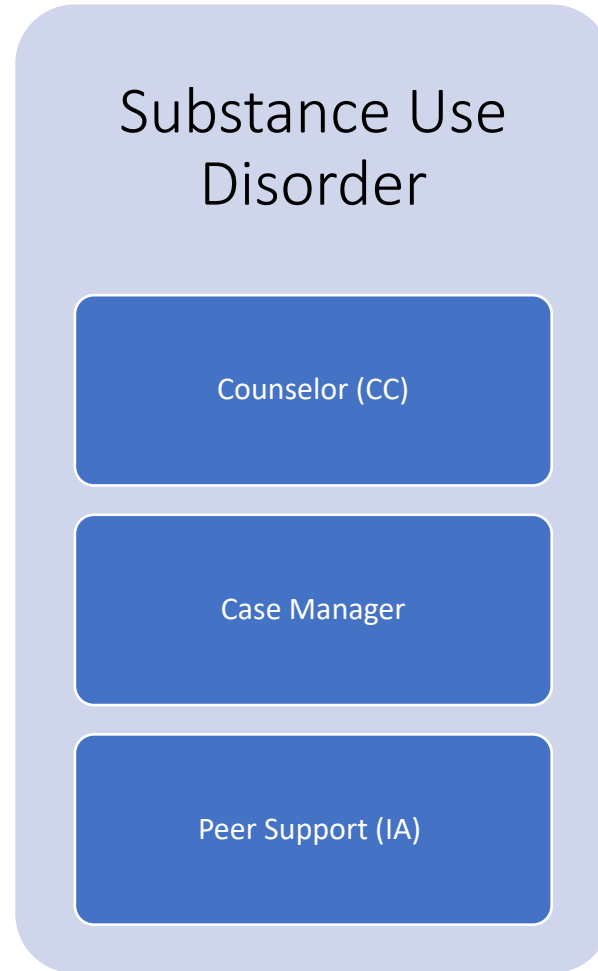 Substance Use
Disorder
Counselor (CC)
Case Manager
Peer Support (IA)